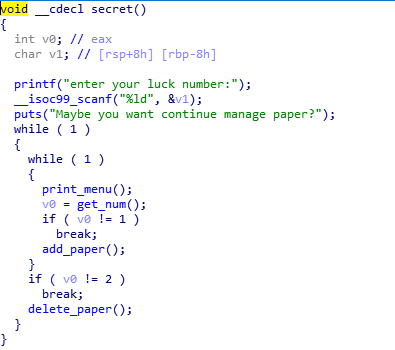 void __cdecl secret()
{
  int v0; // eax
  char v1; // [rsp+8h] [rbp-8h]

  printf("enter your luck number:");
  __isoc99_scanf("%ld", &v1);
  puts("Maybe you want continue manage paper?");
  while ( 1 )
  {
    while ( 1 )
    {
      print_menu();
      v0 = get_num();
      if ( v0 != 1 )
        break;
      add_paper();
    }
    if ( v0 != 2 )
      break;
    delete_paper();
  }
}